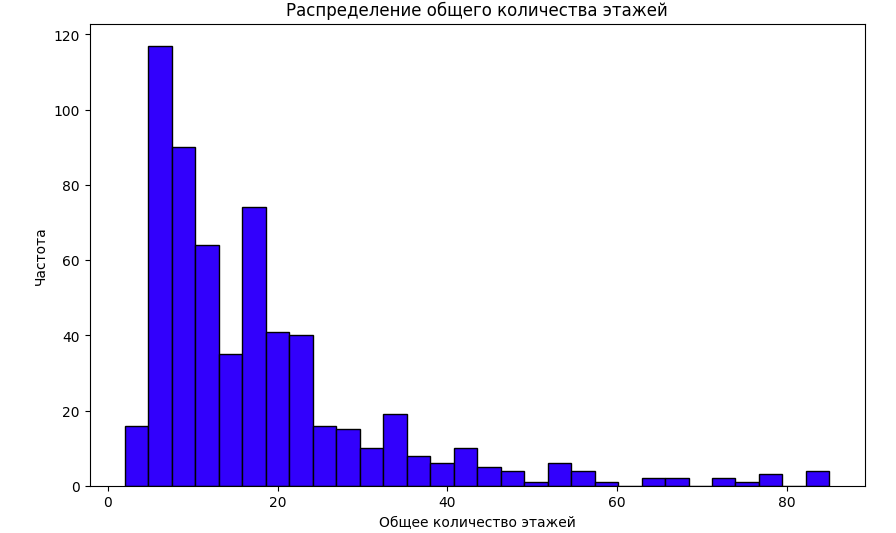 Распределение общего количества этажей
120
100
80
60
40
20
0
Частота
0 20 40 60 80
Общее количество этажей